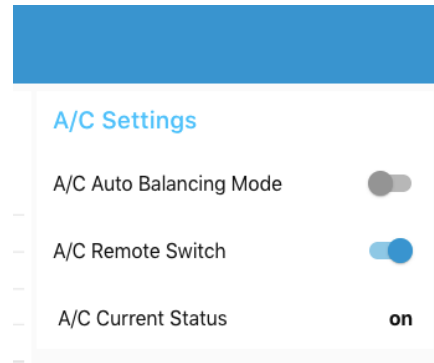 A/C Settings
A/C Auto Balancing Mode
A/C Remote Switch
A/C Current Status on